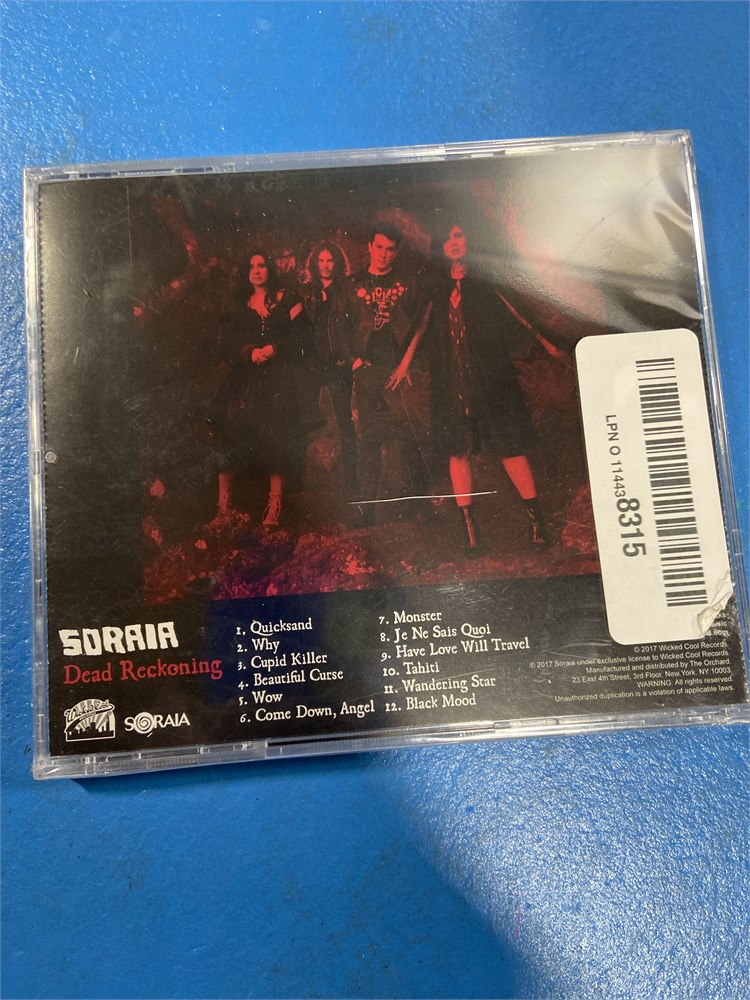 LPN O 114438315
SORAIA
Dead Reckoning
Wicked Cool
SORAIA
1. Quicksand
2. Why
3. Cupid Killer
4. Beautiful Curse
5. Wow
6. Come Down, Angel
7. Monster
8. Je Ne Sais Quoi
9. Have Love Will Travel
10. Tahiti
11. Wandering Star
12. Black Mood
© 2017 Wicked Cool Records
℗ 2017 Soraia under exclusive license to Wicked Cool Records
Manufactured and distributed by The Orchard.
23 East 4th Street, 3rd Floor, New York, NY 10003
WARNING: All rights reserved.
Unauthorized duplication is a violation of applicable laws.